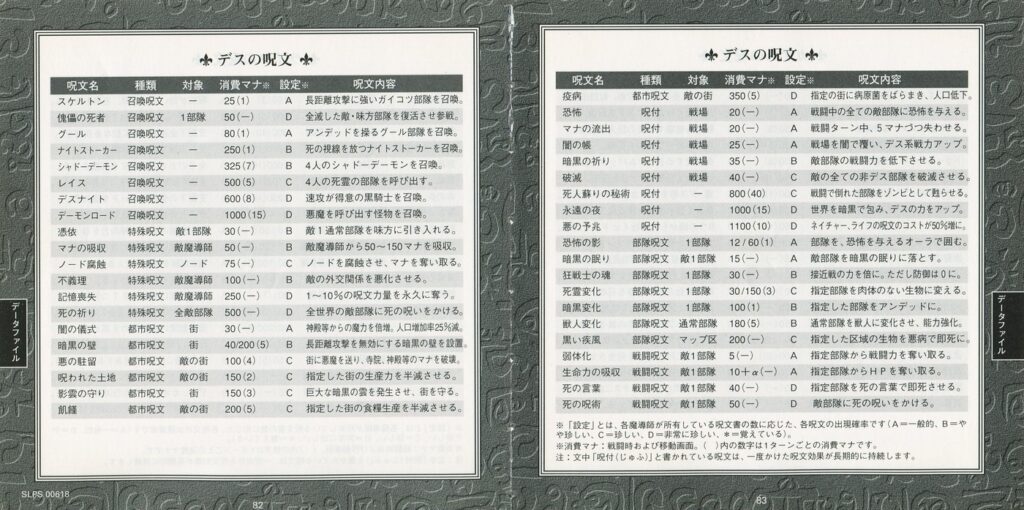 デスの呪文
呪文名 種類 対象 消費マナ※ 設定※ 呪文内容
スケルトン 召喚呪文 ー 25(1) A 長距離攻撃に強いガイコツ部隊を召喚。
傀儡の死者 召喚呪文 1部隊 50(ー) D 全滅した敵・味方部隊を復活させ参戦。
グール 召喚呪文 ー 80(1) A アンデッドを操るグール部隊を召喚。
ナイトストーカー 召喚呪文 ー 250(1) B 死の視線を放つナイトストーカーを召喚。
シャドーデーモン 召喚呪文 ー 325(7) B 4人のシャドーデーモンを召喚。
レイス 召喚呪文 ー 500(5) C 4人の死霊の部隊を呼び出す。
デスナイト 召喚呪文 ー 600(8) D 速攻が得意の黒騎士を召喚。
デーモンロード 召喚呪文 ー 1000(15) D 悪魔を呼び出す怪物を召喚。
憑依 特殊呪文 敵1部隊 30(ー) B 敵1通常部隊を味方に引き入れる。
マナの吸収 特殊呪文 敵魔導師 50(ー) B 敵魔導師から50〜150マナを吸収。
ノード腐蝕 特殊呪文 ノード 75(ー) C ノードを腐蝕させ、マナを奪い取る。
不義理 特殊呪文 敵魔導師 100(ー) B 敵の外交関係を悪化させる。
記憶喪失 特殊呪文 敵魔導師 250(ー) D 1〜10%の呪文力量を永久に奪う。
死の祈り 特殊呪文 全敵部隊 500(ー) D 全世界の敵部隊に死の呪いをかける。
闇の儀式 都市呪文 街 30(ー) A 神殿等からの魔力を倍増。人口増加率25%減。
暗黒の壁 都市呪文 街 40/200(5) B 長距離攻撃を無効にする暗黒の壁を設置。
悪の駐留 都市呪文 敵の街 100(4) C 街に悪魔を送り、寺院、神殿等のマナを破壊。
呪われた土地 都市呪文 敵の街 150(2) C 指定した街の生産力を半減させる。
影雲の守り 都市呪文 街 150(3) C 巨大な暗黒の雲を発生させ、街を守る。
飢饉 都市呪文 敵の街 200(5) C 指定した街の食糧生産を半減させる。
データファイル
SLPS 00618
82
デスの呪文
呪文名 種類 対象 消費マナ※ 設定※ 呪文内容
疫病 都市呪文 敵の街 350(5) D 指定の街に病原菌をばらまき、人口低下。
恐怖 呪付 戦場 20(ー) A 戦闘中の全ての敵部隊に恐怖を与える。
マナの流出 呪付 戦場 20(ー) A 戦闘ターン中、5マナづつ失わせる。
闇の帳 呪付 戦場 25(ー) A 戦場を闇で覆い、デス系戦力アップ。
暗黒の祈り 呪付 戦場 35(ー) B 敵部隊の戦闘力を低下させる。
破滅 呪付 戦場 40(ー) C 敵の全ての非デス部隊を破滅させる。
死人蘇りの秘術 呪付 ー 800(40) C 戦闘で倒れた部隊をゾンビとして甦らせる。
永遠の夜 呪付 ー 1000(15) D 世界を暗黒で包み、デスの力をアップ。
悪の予兆 呪付 ー 1100(10) D ネイチャー、ライフの呪文のコストが50%増に。
恐怖の影 部隊呪文 1部隊 12/60(1) A 部隊を、恐怖を与えるオーラで囲む。
暗黒の眠り 部隊呪文 敵1部隊 15(ー) A 敵部隊を暗黒の眠りに落とす。
狂戦士の魂 部隊呪文 1部隊 30(ー) B 接近戦の力を倍に。ただし防御は0に。
死霊変化 部隊呪文 1部隊 30/150(3) C 指定部隊を肉体のない生物に変える。
暗黒変化 部隊呪文 1部隊 100(1) B 指定した部隊をアンデッドに。
獣人変化 部隊呪文 通常部隊 180(5) B 通常部隊を獣人に変化させ、能力強化。
黒い疾風 部隊呪文 マップ区 200(ー) C 指定した区域の生物を悪病で即死に。
弱体化 戦闘呪文 敵1部隊 5(ー) A 指定部隊から戦闘力を奪い取る。
生命力の吸収 戦闘呪文 敵1部隊 10+α(ー) A 指定部隊からHPを奪い取る。
死の言葉 戦闘呪文 敵1部隊 40(ー) D 指定部隊を死の言葉で即死させる。
死の呪術 戦闘呪文 敵1部隊 50(ー) D 敵部隊に死の呪いをかける。
※「設定」とは、各魔導師が所有している呪文書の数に応じた、各呪文の出現確率です(A=一般的、B=や
や珍しい、C=珍しい、D=非常に珍しい、*=覚えている)。
※消費マナ:戦闘時および移動画面。( )内の数字は1ターンごとの消費マナです。
注:文中「呪付(じゅふ)」と書かれている呪文は、一度かけた呪文効果が長期的に持続します。
データファイル
83